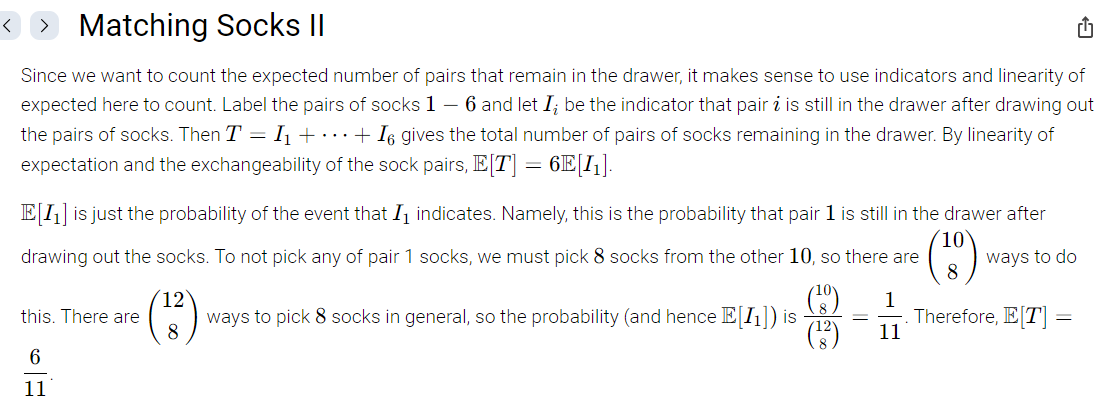 Matching Socks II
Since we want to count the expected number of pairs that remain in the drawer, it makes sense to use indicators and linearity of
expected here to count. Label the pairs of socks 1 − 6 and let I_i be the indicator that pair i is still in the drawer after drawing out
the pairs of socks. Then T = I_1 + ⋯ + I_6 gives the total number of pairs of socks remaining in the drawer. By linearity of
expectation and the exchangeability of the sock pairs, 𝔼[T] = 6𝔼[I_1].
𝔼[I_1] is just the probability of the event that I_1 indicates. Namely, this is the probability that pair 1 is still in the drawer after
drawing out the socks. To not pick any of pair 1 socks, we must pick 8 socks from the other 10, so there are \binom{10}{8} ways to do
this. There are \binom{12}{8} ways to pick 8 socks in general, so the probability (and hence 𝔼[I_1]) is \frac{\binom{10}{8}}{\binom{12}{8}} = \frac{1}{11}. Therefore, 𝔼[T] =
\frac{6}{11}.